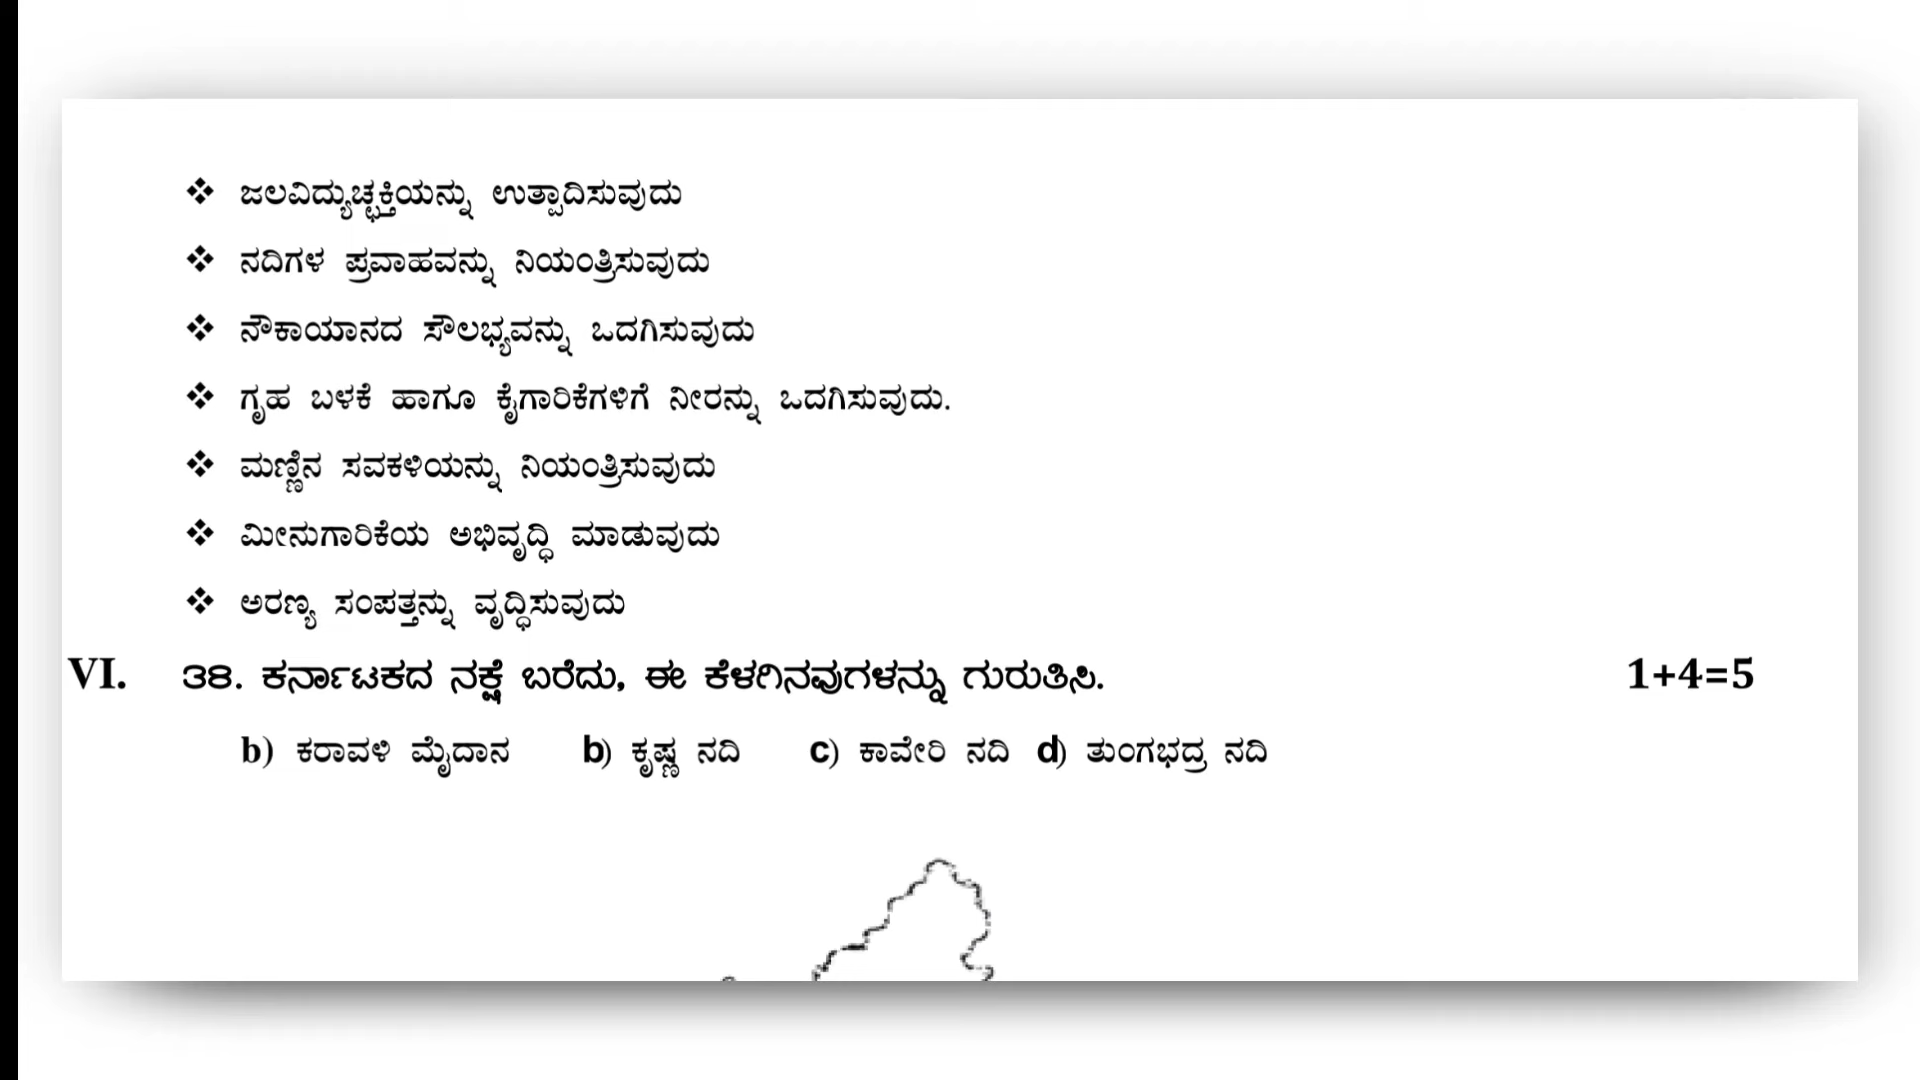 ❖ ಜಲವಿದ್ಯುಚ್ಛಕ್ತಿಯನ್ನು ಉತ್ಪಾದಿಸುವುದು
❖ ನದಿಗಳ ಪ್ರವಾಹವನ್ನು ನಿಯಂತ್ರಿಸುವುದು
❖ ನೌಕಾಯಾನದ ಸೌಲಭ್ಯವನ್ನು ಒದಗಿಸುವುದು
❖ ಗೃಹ ಬಳಕೆ ಹಾಗೂ ಕೈಗಾರಿಕೆಗಳಿಗೆ ನೀರನ್ನು ಒದಗಿಸುವುದು.
❖ ಮಣ್ಣಿನ ಸವಕಳಿಯನ್ನು ನಿಯಂತ್ರಿಸುವುದು
❖ ಮೀನುಗಾರಿಕೆಯ ಅಭಿವೃದ್ಧಿ ಮಾಡುವುದು
❖ ಅರಣ್ಯ ಸಂಪತ್ತನ್ನು ವೃದ್ಧಿಸುವುದು
VI. 38. ಕರ್ನಾಟಕದ ನಕ್ಷೆ ಬರೆದು, ಈ ಕೆಳಗಿನವುಗಳನ್ನು ಗುರುತಿಸಿ. 1+4=5
b) ಕರಾವಳಿ ಮೈದಾನ b) ಕೃಷ್ಣ ನದಿ c) ಕಾವೇರಿ ನದಿ d) ತುಂಗಭದ್ರ ನದಿ